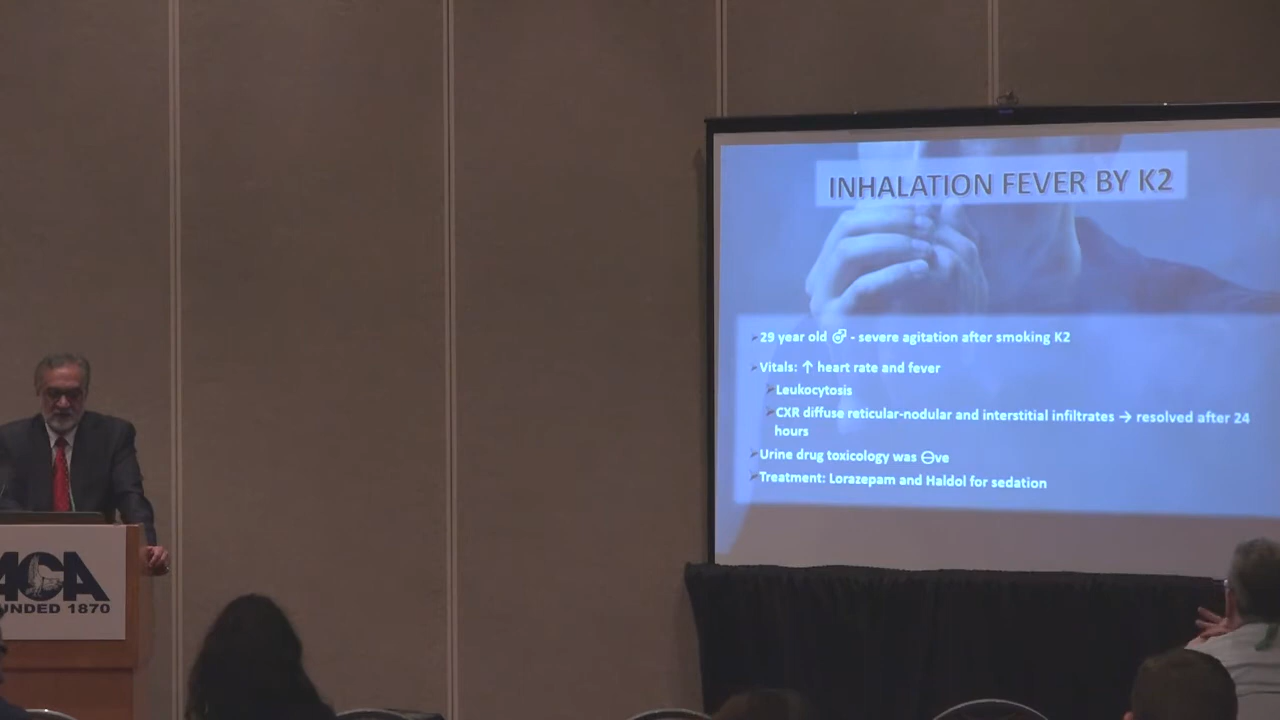 INHALATION FEVER BY K2
29 year old ♂ - severe agitation after smoking K2
Vitals: ↑ heart rate and fever
Leukocytosis
CXR diffuse reticular-nodular and interstitial infiltrates → resolved after 24
hours
Urine drug toxicology was ⊖ve
Treatment: Lorazepam and Haldol for sedation
ACA
UNDED 1870